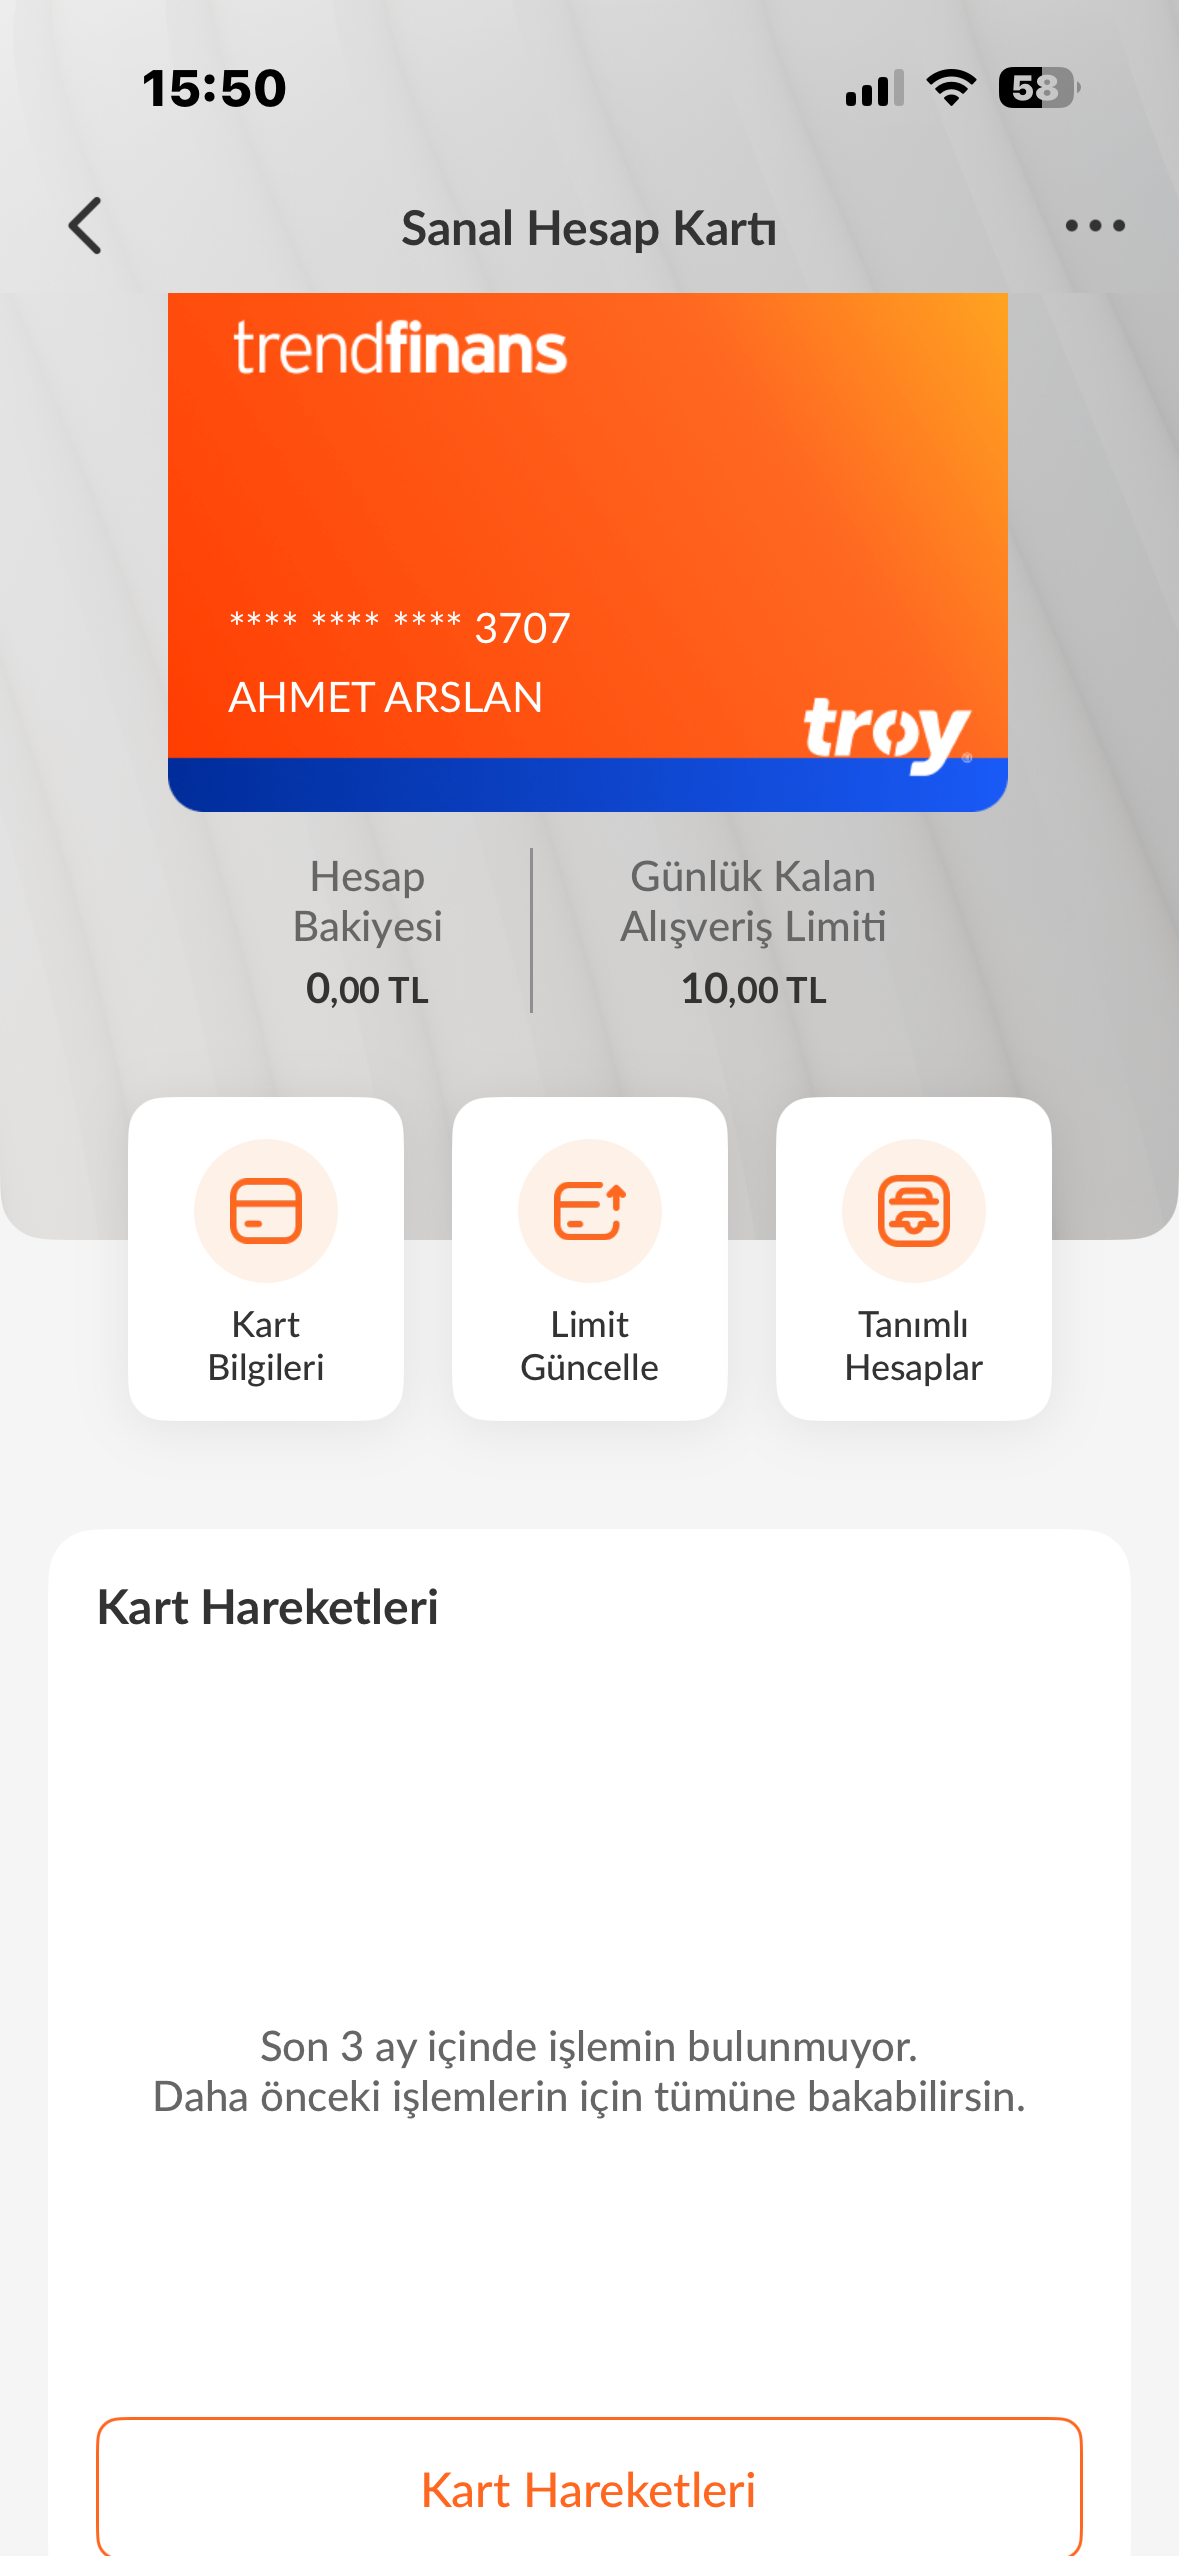 15:50
58
Sanal Hesap Kartı
trendfinans
**** **** **** 3707
AHMET ARSLAN
troy
Hesap
Bakiyesi
0,00 TL
Günlük Kalan
Alışveriş Limiti
10,00 TL
Kart
Bilgileri
Limit
Güncelle
Tanımlı
Hesaplar
Kart Hareketleri
Son 3 ay içinde işlemin bulunmuyor.
Daha önceki işlemlerin için tümüne bakabilirsin.
Kart Hareketleri